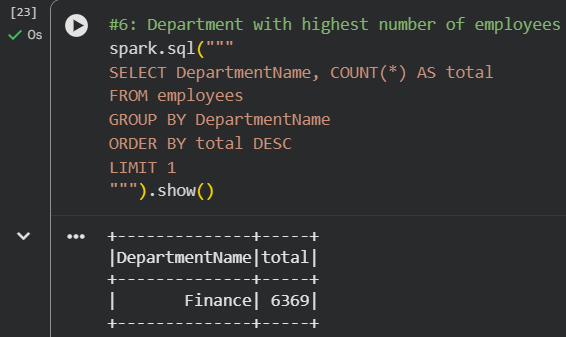 [23]
0s
#6: Department with highest number of employees
spark.sql("""
SELECT DepartmentName, COUNT(*) AS total
FROM employees
GROUP BY DepartmentName
ORDER BY total DESC
LIMIT 1
""").show()
+--------------+-----+
|DepartmentName|total|
+--------------+-----+
|       Finance| 6369|
+--------------+-----+